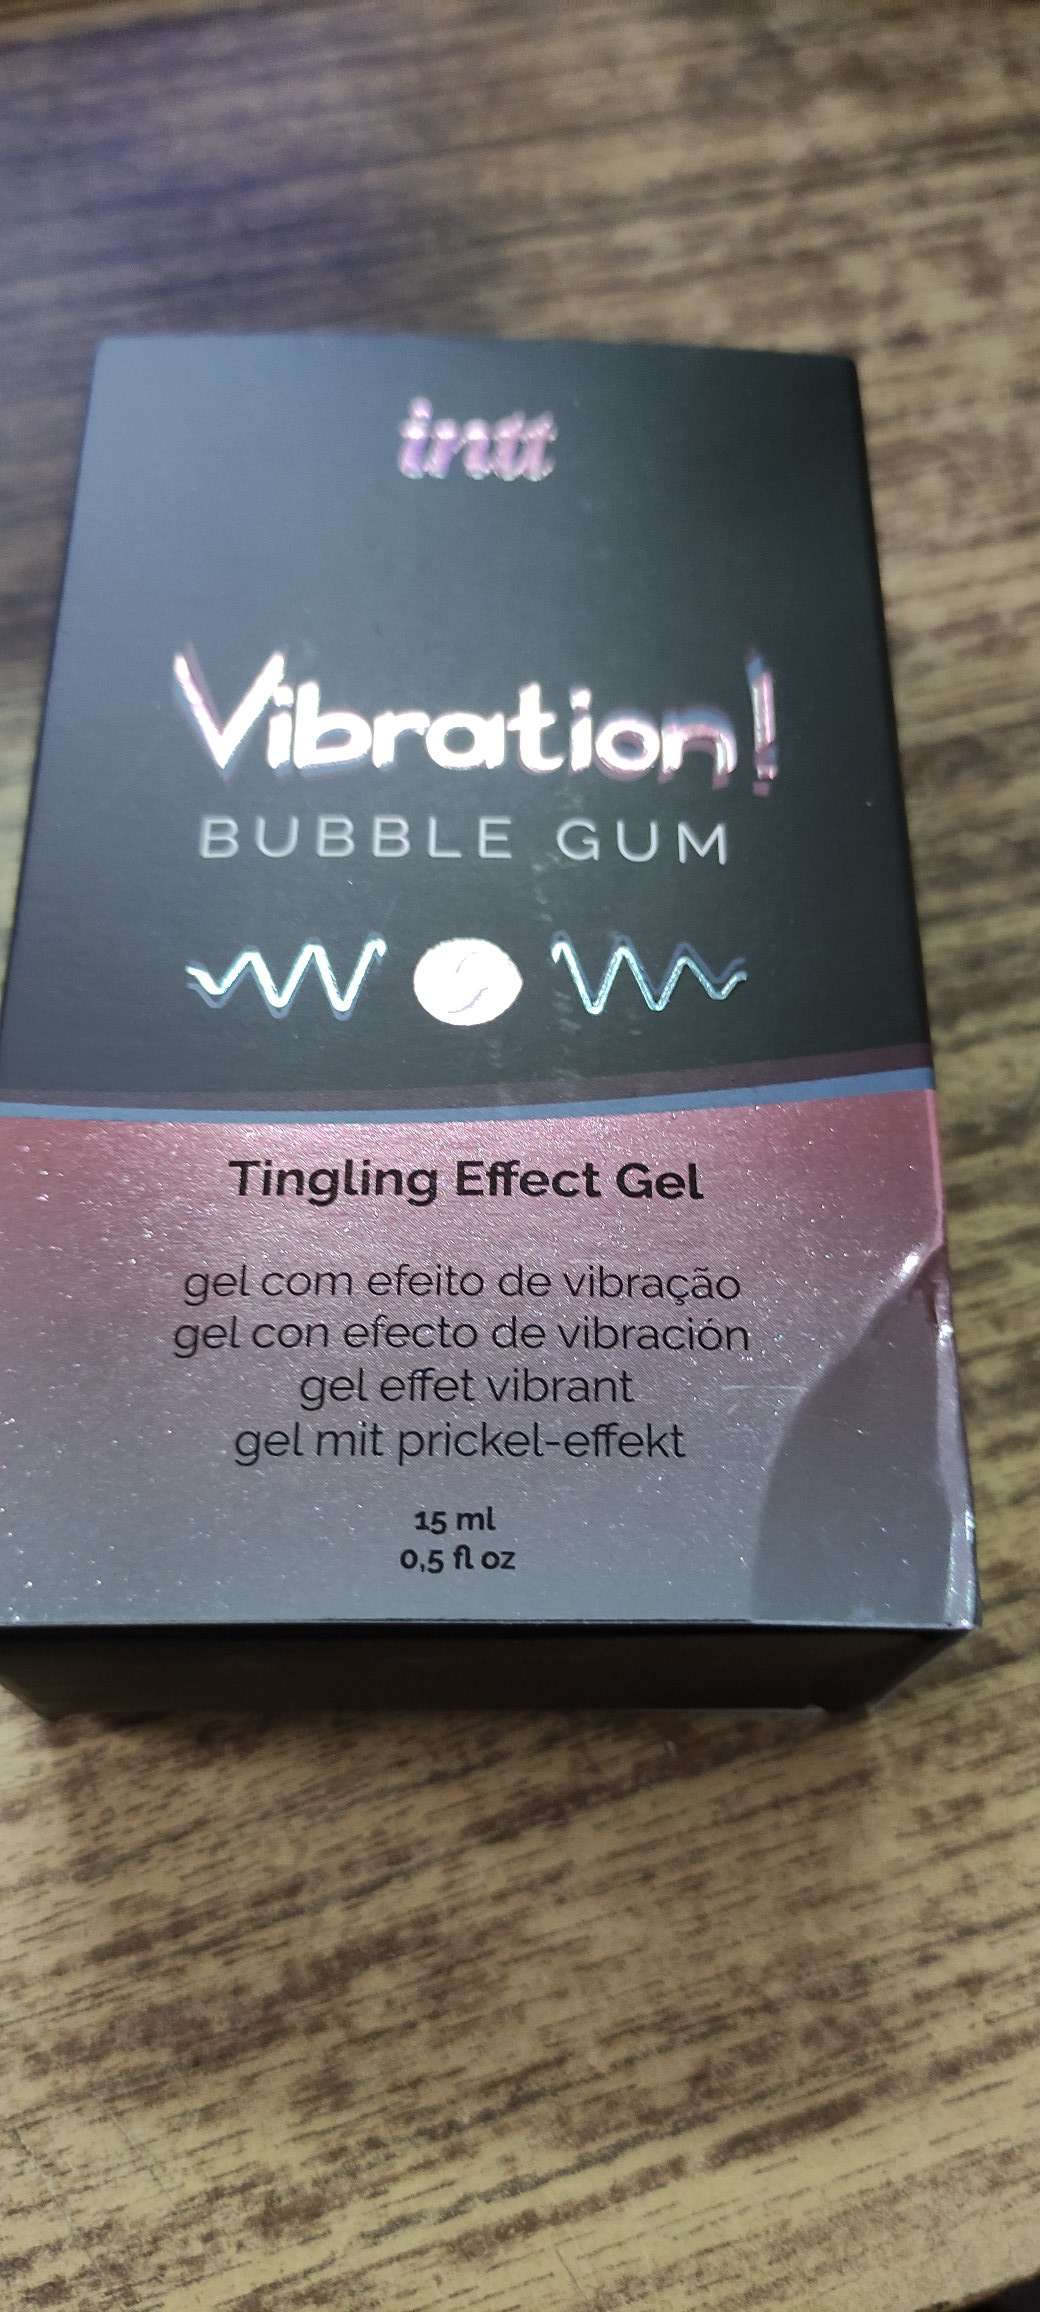 intt
Vibration!
BUBBLE GUM
Tingling Effect Gel
gel com efeito de vibração
gel con efecto de vibración
gel effet vibrant
gel mit prickel-effekt
15 ml
0,5 fl oz